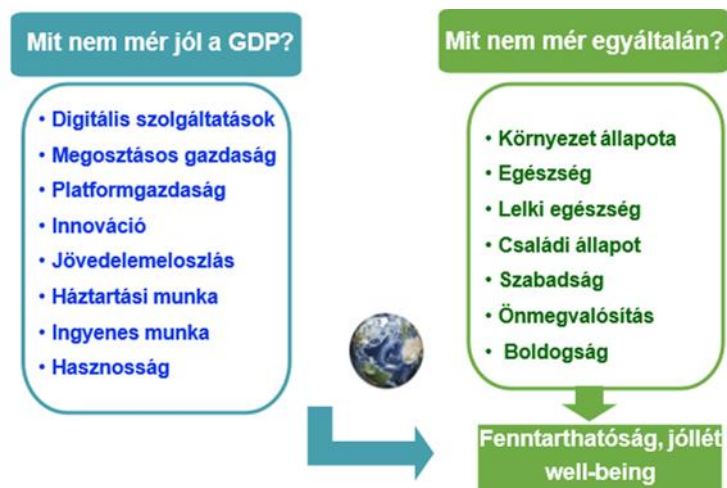 Mit nem mér jól a GDP?
• Digitális szolgáltatások
• Megosztásos gazdaság
• Platformgazdaság
• Innováció
• Jövedelemeloszlás
• Háztartási munka
• Ingyenes munka
• Hasznosság
Mit nem mér egyáltalán?
• Környezet állapota
• Egészség
• Lelki egészség
• Családi állapot
• Szabadság
• Önmegvalósítás
• Boldogság
Fenntarthatóság, jóllét
well-being